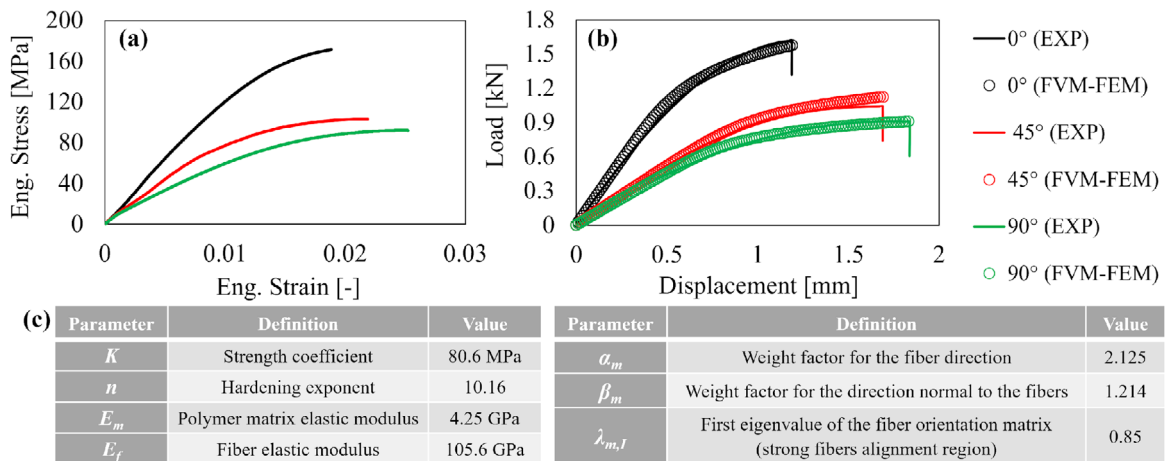 (a)
Eng. Stress [MPa]
200
160
120
80
40
0
0
0.01
0.02
0.03
Eng. Strain [-]
(b)
Load [kN]
1.8
1.5
1.2
0.9
0.6
0.3
0
0
0.5
1
1.5
2
Displacement [mm]
0° (EXP)
0° (FVM-FEM)
45° (EXP)
45° (FVM-FEM)
90° (EXP)
90° (FVM-FEM)
(c)
Parameter Definition Value
K Strength coefficient 80.6 MPa
n Hardening exponent 10.16
E_m Polymer matrix elastic modulus 4.25 GPa
E_f Fiber elastic modulus 105.6 GPa
Parameter Definition Value
α_m Weight factor for the fiber direction 2.125
β_m Weight factor for the direction normal to the fibers 1.214
λ_{m,I} First eigenvalue of the fiber orientation matrix
(strong fibers alignment region) 0.85